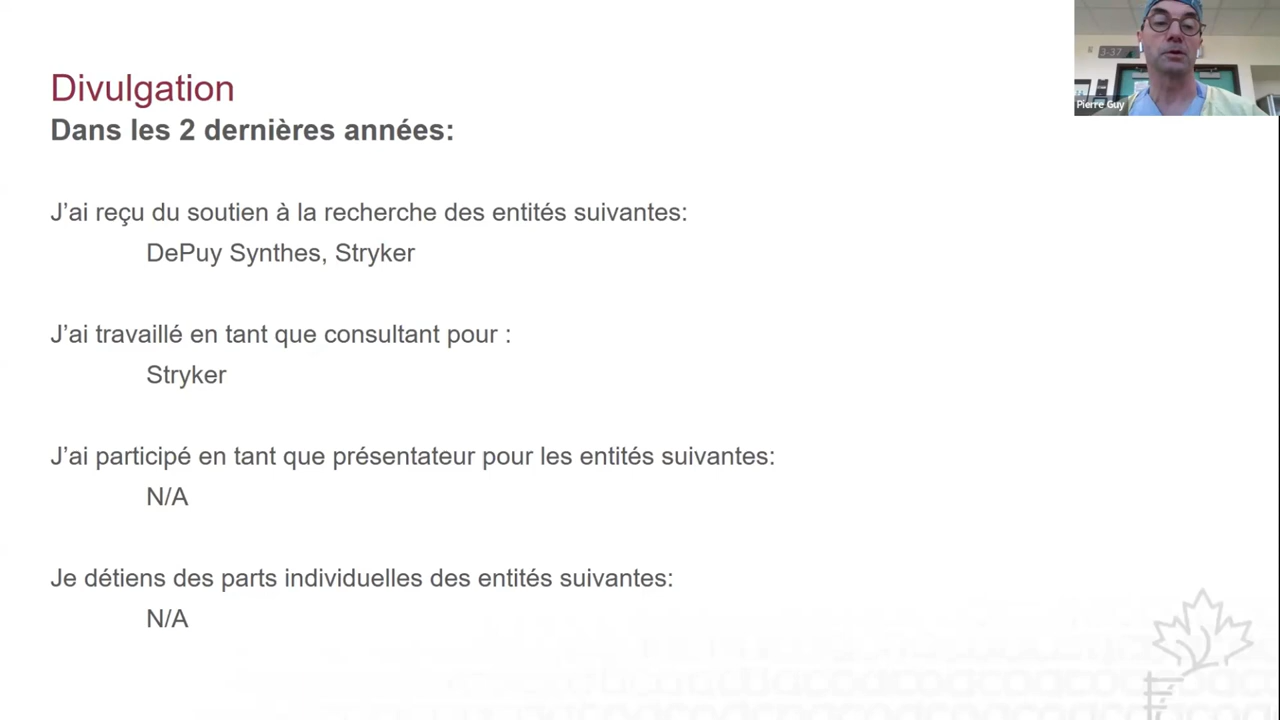 Divulgation
Dans les 2 dernières années:
J’ai reçu du soutien à la recherche des entités suivantes:
DePuy Synthes, Stryker
J’ai travaillé en tant que consultant pour :
Stryker
J’ai participé en tant que présentateur pour les entités suivantes:
N/A
Je détiens des parts individuelles des entités suivantes:
N/A
3-37
Pierre Guy